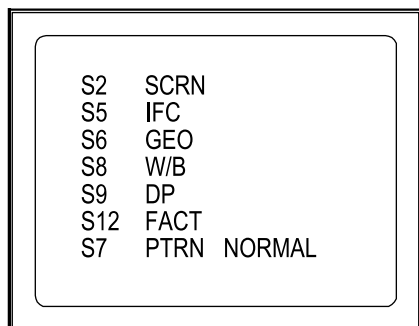 S2 SCRN
S5 IFC
S6 GEO
S8 W/B
S9 DP
S12 FACT
S7 PTRN NORMAL